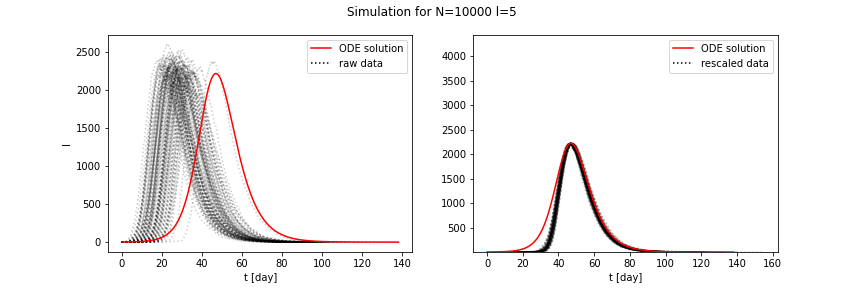 Simulation for N=10000 l=5
ODE solution
raw data
I
2500
2000
1500
1000
500
0
0 20 40 60 80 100 120 140
t [day]
ODE solution
rescaled data
4000
3500
3000
2500
2000
1500
1000
500
0 20 40 60 80 100 120 140 160
t [day]